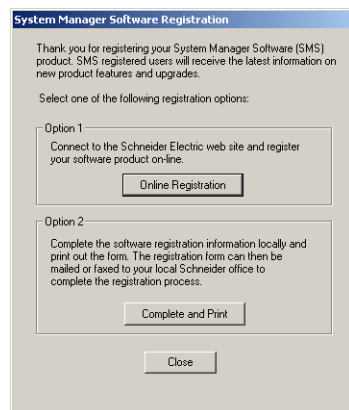 System Manager Software Registration
Thank you for registering your System Manager Software (SMS)
product. SMS registered users will receive the latest information on
new product features and upgrades.
Select one of the following registration options:
Option 1
Connect to the Schneider Electric web site and register
your software product on-line.
Online Registration
Option 2
Complete the software registration information locally and
print out the form. The registration form can then be
mailed or faxed to your local Schneider office to
complete the registration process.
Complete and Print
Close